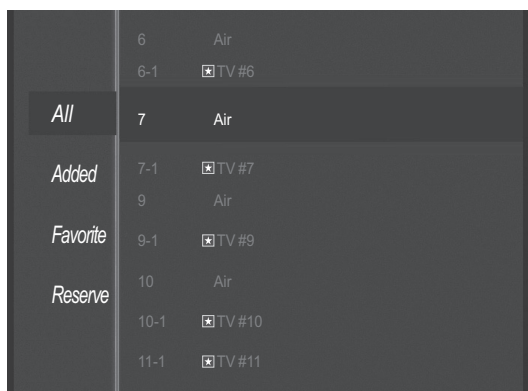 6 Air
6-1 TV #6
All
7 Air
Added
7-1 TV #7
9 Air
Favorite
9-1 TV #9
10 Air
Reserve
10-1 TV #10
11-1 TV #11